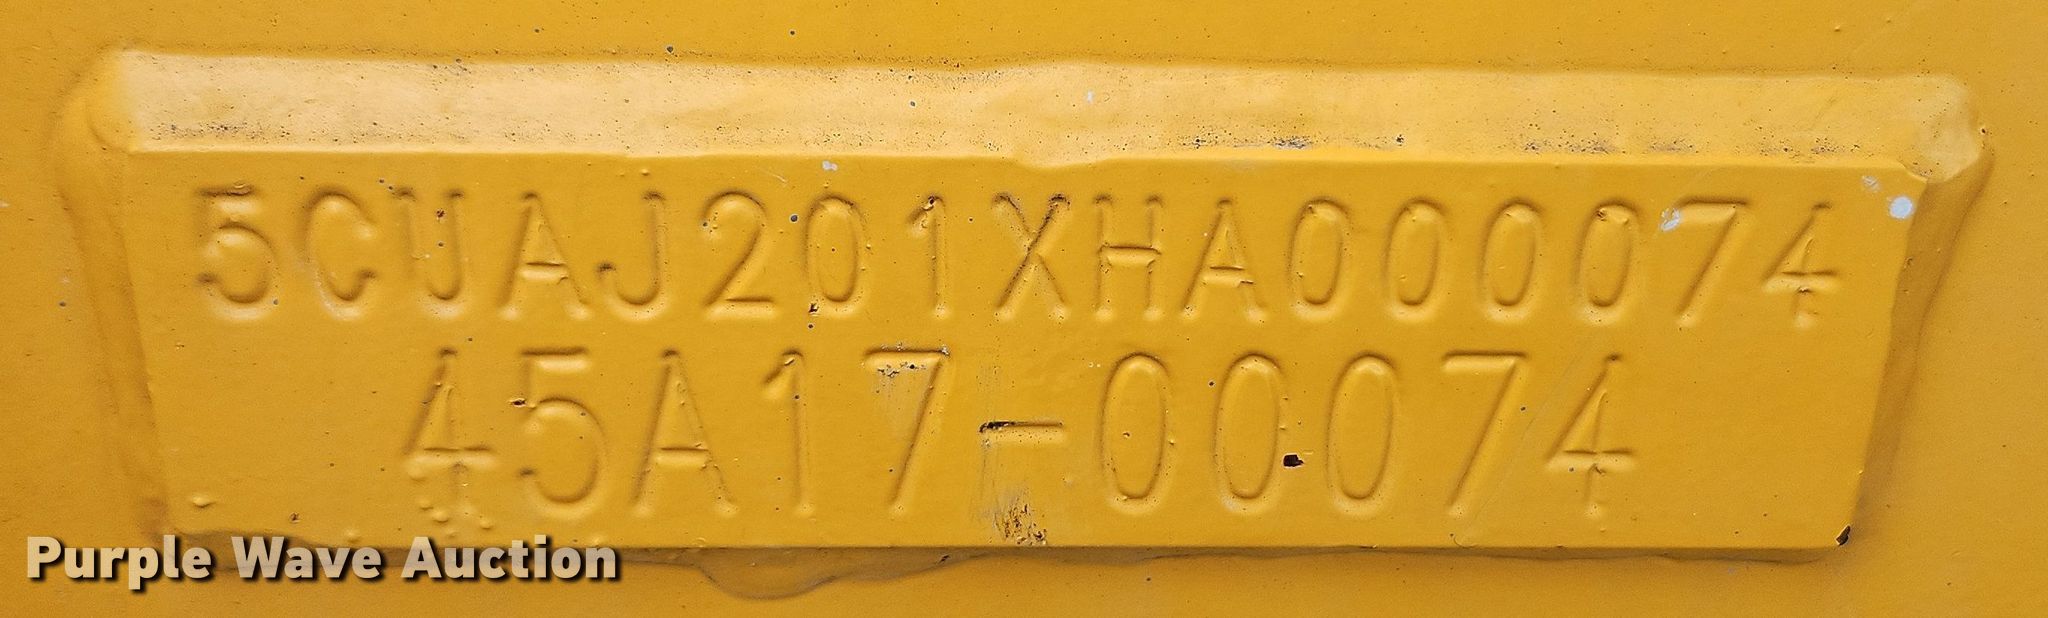 5CUAJ201XHA000074
45A17-00074
Purple Wave Auction